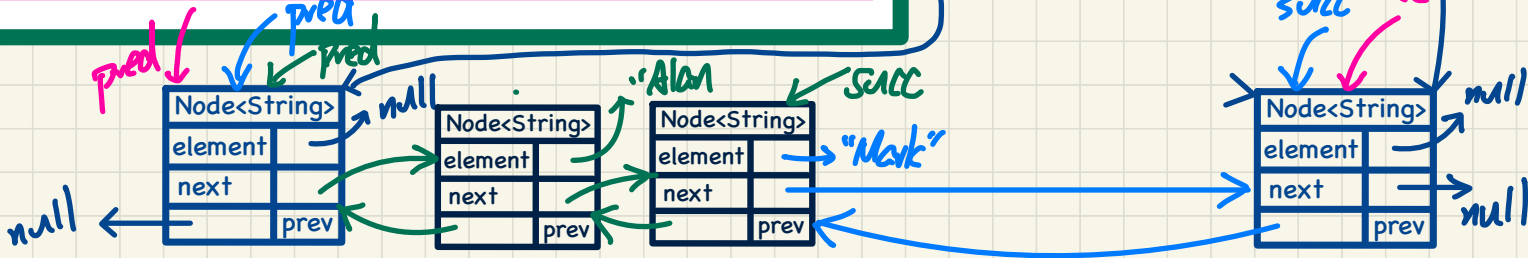 pred
succ
pred
pred
"Alan
succ
null
Node<String>
null
Node<String>
Node<String>
Node<String>
element
element
element
"Mark"
element
next
next
next
next
null
prev
prev
prev
prev
null